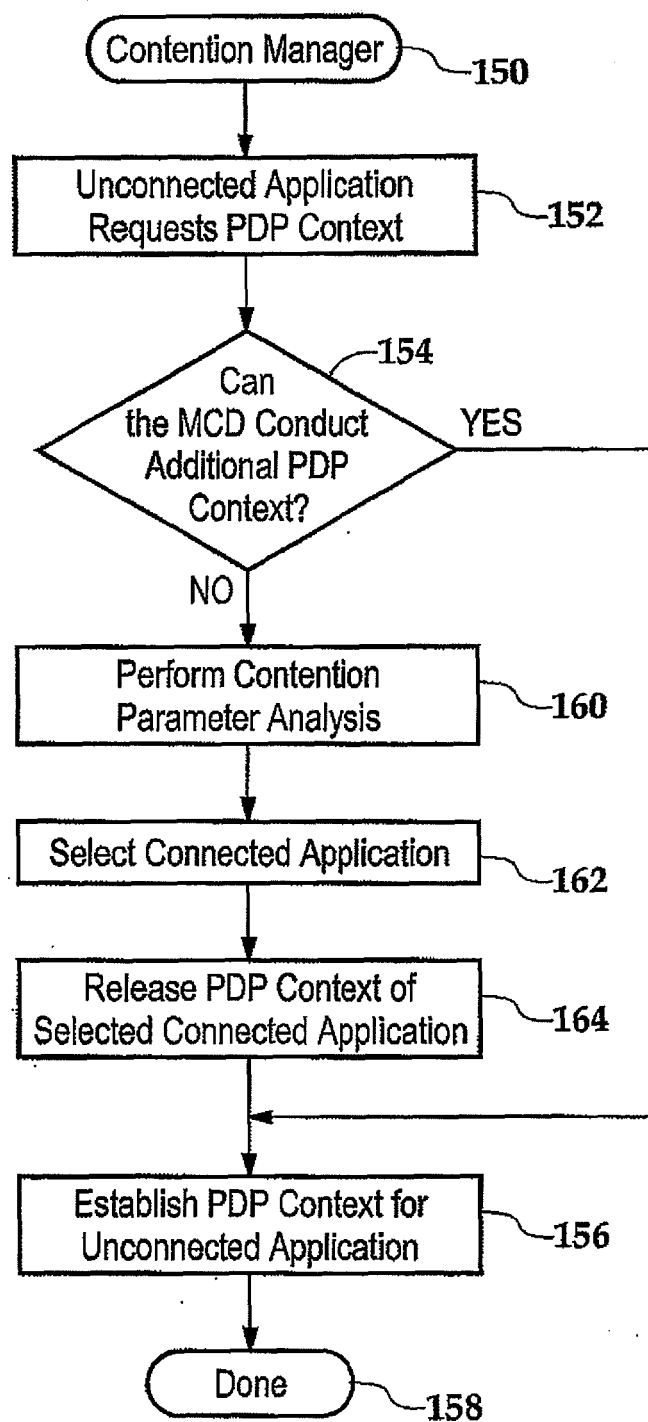 Contention Manager
150
Unconnected Application
Requests PDP Context
152
154
Can
the MCD Conduct
Additional PDP
Context?
YES
NO
Perform Contention
Parameter Analysis
160
Select Connected Application
162
Release PDP Context of
Selected Connected Application
164
Establish PDP Context for
Unconnected Application
156
Done
158